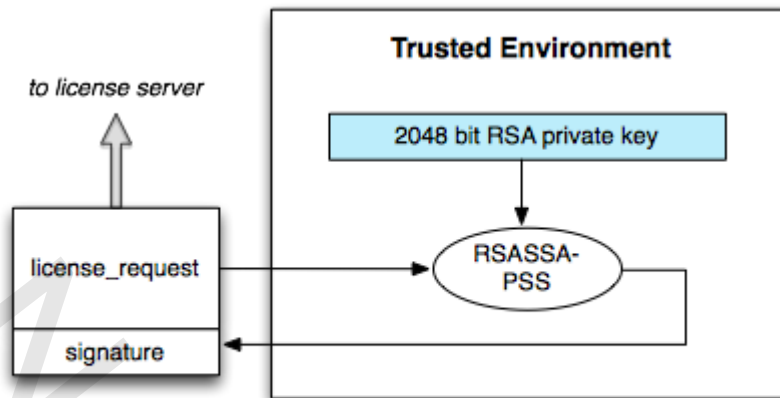 Trusted Environment
to license server
2048 bit RSA private key
license_request
RSASSA-
PSS
signature